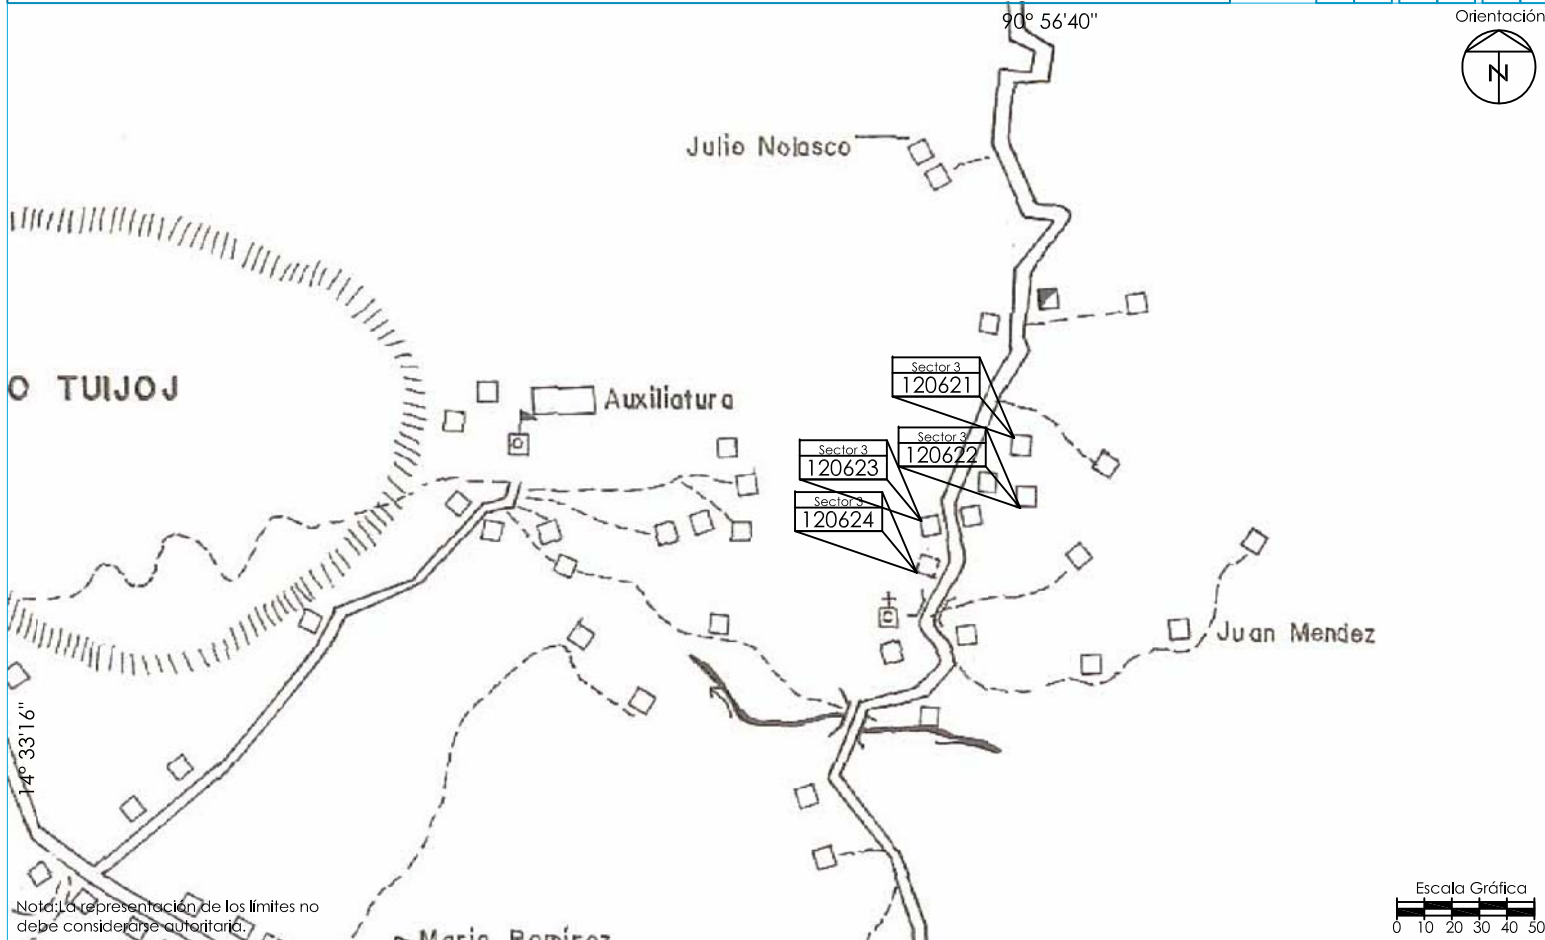 90° 56'40"
Orientación
N
Julio Nolasco
O TUIJOJ
Auxiliatura
Sector 3
120621
Sector 3
120622
Sector 3
120623
Sector 3
120624
C
C
Juan Mendez
14° 33'16"
Nota:La representación de los límites no
debe considerarse autoritaria.
Mario Ramírez
Escala Gráfica
0 10 20 30 40 50